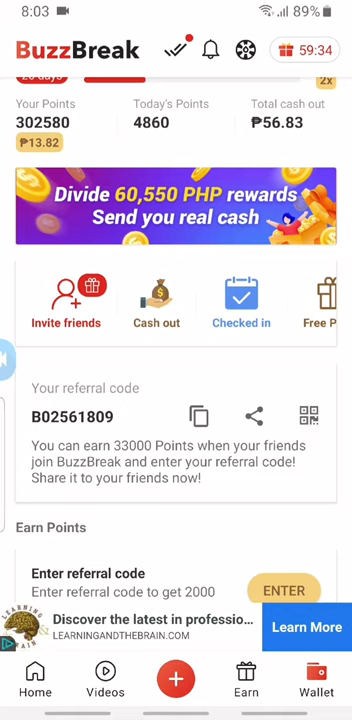 8:03
89%
BuzzBreak
59:34
20 days
2x
Your Points
Today's Points
Total cash out
302580
4860
₱56.83
₱13.82
Divide 60,550 PHP rewards
Send you real cash
Invite friends
Cash out
Checked in
Free P
Your referral code
B02561809
You can earn 33000 Points when your friends
join BuzzBreak and enter your referral code!
Share it to your friends now!
Earn Points
Enter referral code
Enter referral code to get 2000
ENTER
LEARNING
& 
BRAIN
Discover the latest in professio...
LEARNINGANDTHEBRAIN.COM
Learn More
Home
Videos
Earn
Wallet